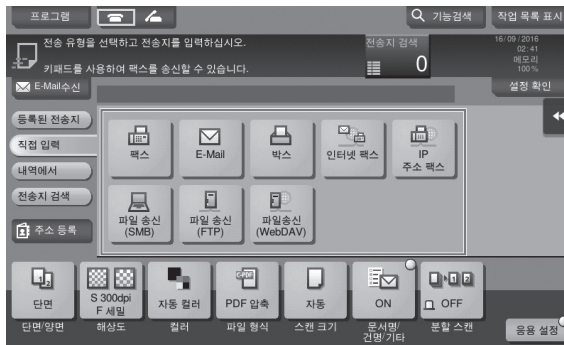 프로그램
기능검색
작업 목록 표시
전송 유형을 선택하고 전송지를 입력하십시오.
키패드를 사용하여 팩스를 송신할 수 있습니다.
전송지 검색
0
16/09/2016
02:41
메모리
100%
E-Mail수신
설정 확인
등록된 전송지
직접 입력
내역에서
전송지 검색
주소 등록
팩스
E-Mail
박스
인터넷 팩스
IP
주소 팩스
파일 송신
(SMB)
파일 송신
(FTP)
파일송신
(WebDAV)
단면
S 300dpi
F 세밀
자동 컬러
PDF 압축
자동
ON
OFF
단면/양면
해상도
컬러
파일 형식
스캔 크기
문서명/
건명/기타
분할 스캔
응용 설정